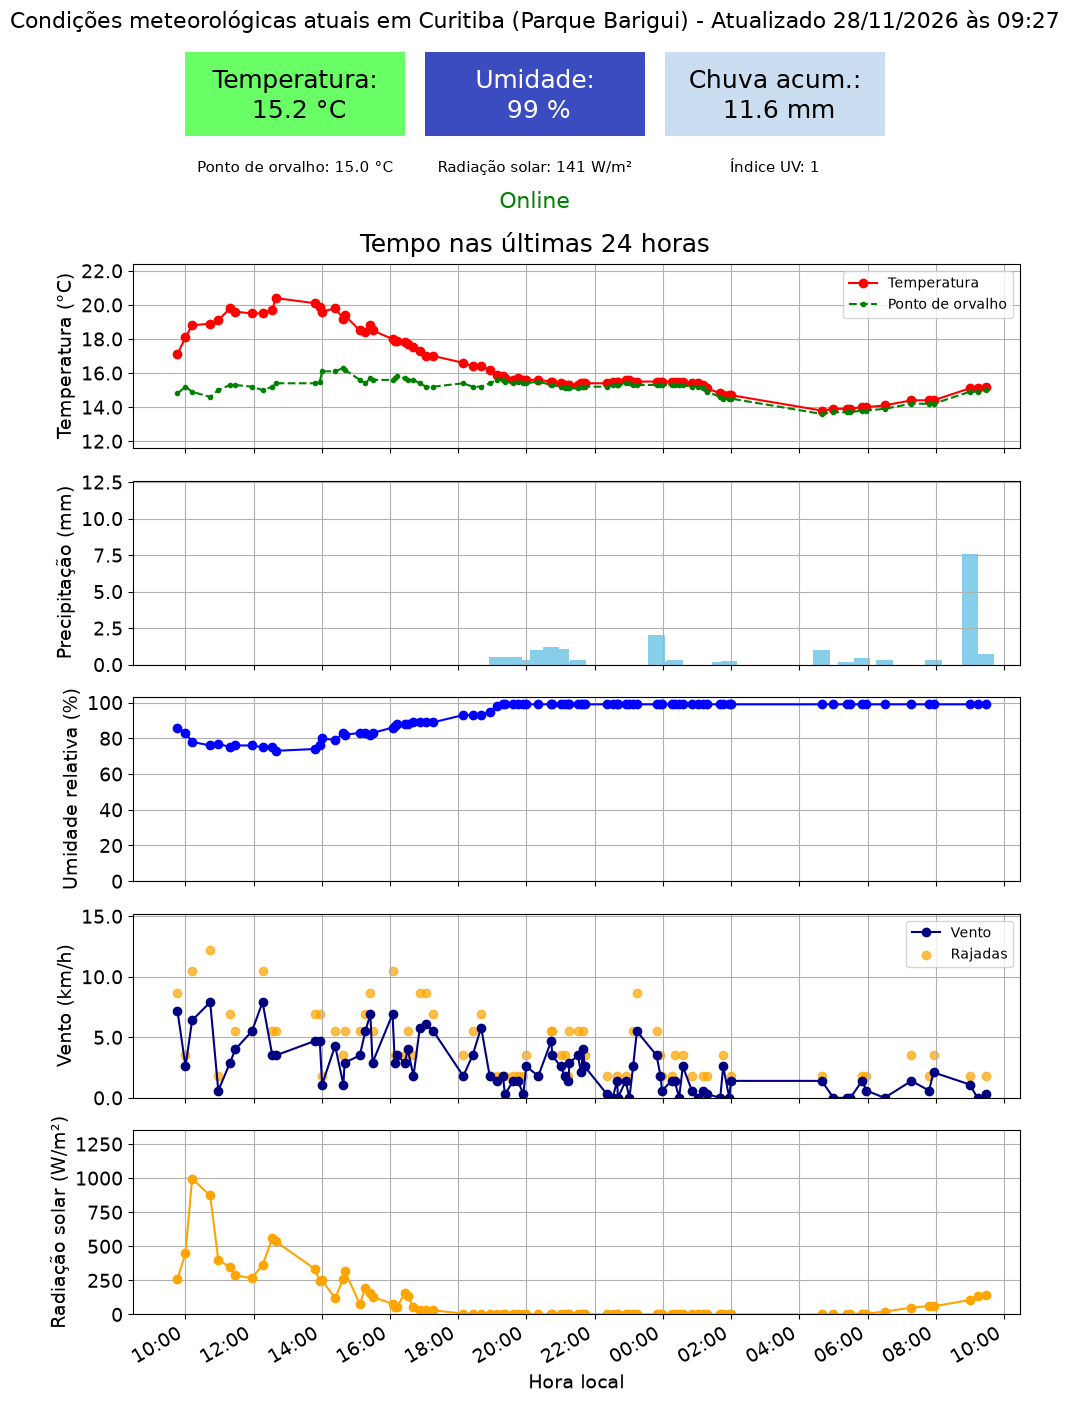 Condições meteorológicas atuais em Curitiba (Parque Barigui) - Atualizado 28/11/2026 às 09:27
Temperatura:
15.2 °C
Umidade:
99 %
Chuva acum.:
11.6 mm
Ponto de orvalho: 15.0 °C
Radiação solar: 141 W/m²
Índice UV: 1
Online
Tempo nas últimas 24 horas
Temperatura (°C)
22.0
20.0
18.0
16.0
14.0
12.0
Temperatura
Ponto de orvalho
Precipitação (mm)
12.5
10.0
7.5
5.0
2.5
0.0
Umidade relativa (%)
100
80
60
40
20
0
Vento (km/h)
15.0
10.0
5.0
0.0
Vento
Rajadas
Radiação solar (W/m²)
1250
1000
750
500
250
0
10:00
12:00
14:00
16:00
18:00
20:00
22:00
00:00
02:00
04:00
06:00
08:00
10:00
Hora local